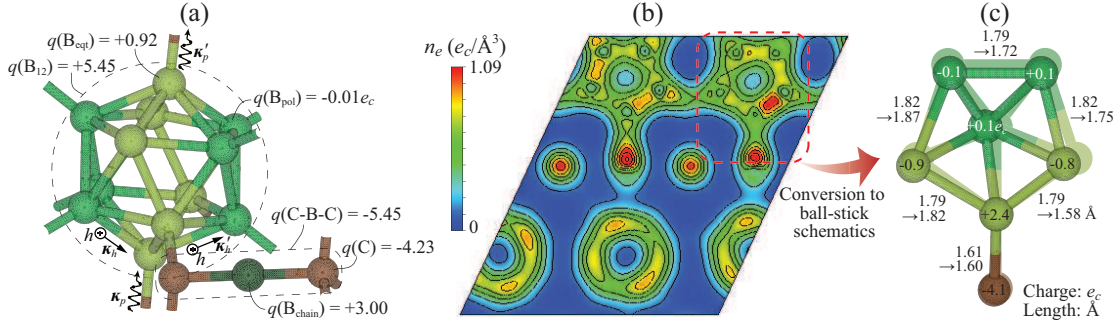 (a)
q(B_eqt) = +0.92
κ'_p
q(B_12) = +5.45
q(B_pol) = -0.01e_c
q(C-B-C) = -5.45
h
κ_h
h
κ'_h
q(C) = -4.23
κ_p
q(B_chain) = +3.00
(b)
n_e (e_c/Å³)
1.09
0
Conversion to
ball-stick
schematics
(c)
1.79
→1.72
-0.1
+0.1
1.82
→1.87
+0.1e_c
1.82
→1.75
-0.9
-0.8
1.79
→1.82
+2.4
1.79
→1.58 Å
1.61
→1.60
-4.1
Charge: e_c
Length: Å